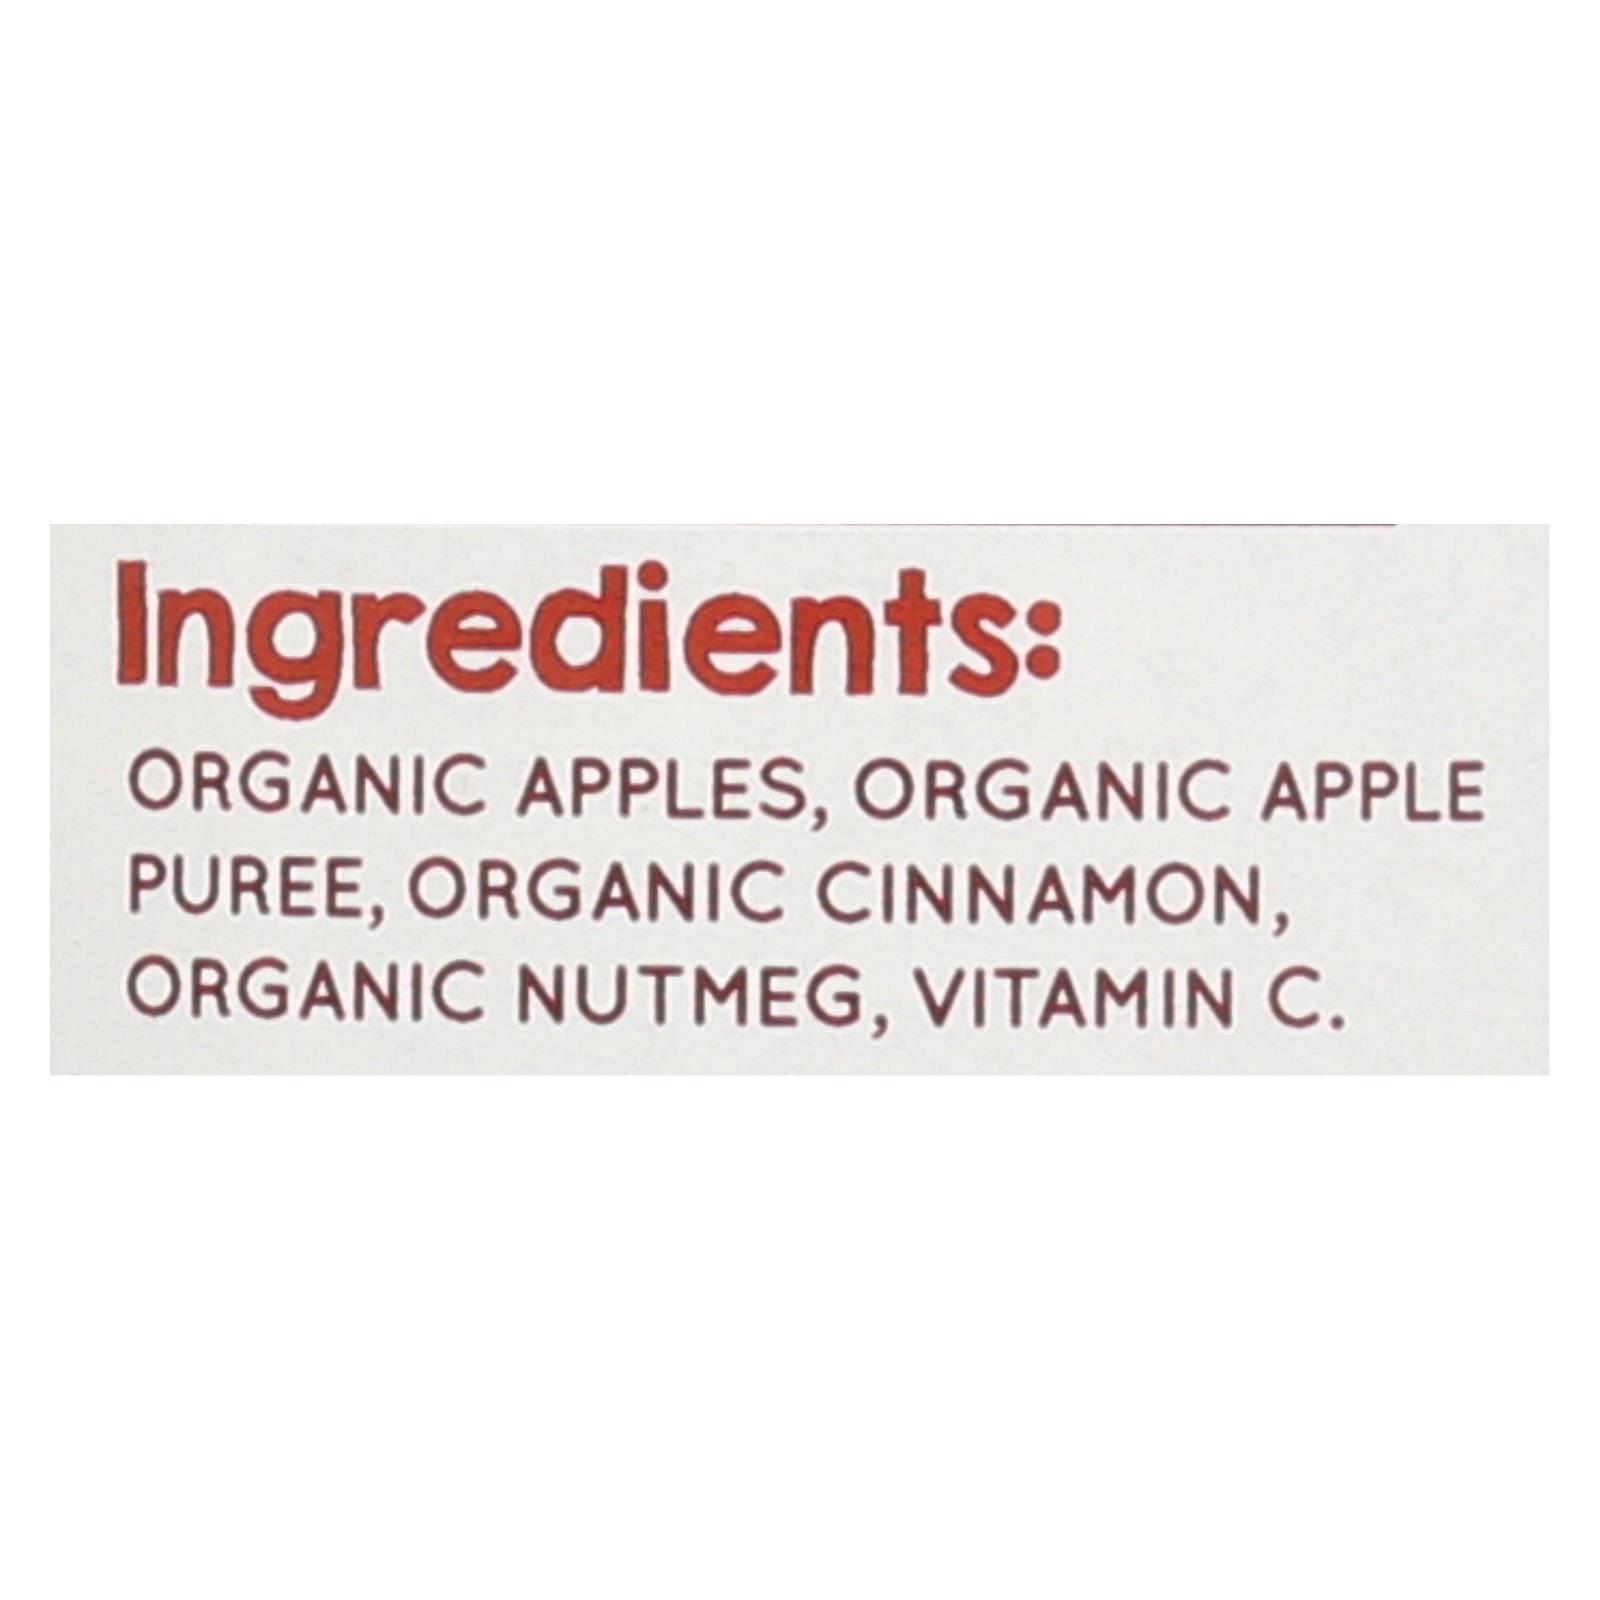 Ingredients:
ORGANIC APPLES, ORGANIC APPLE
PUREE, ORGANIC CINNAMON,
ORGANIC NUTMEG, VITAMIN C.